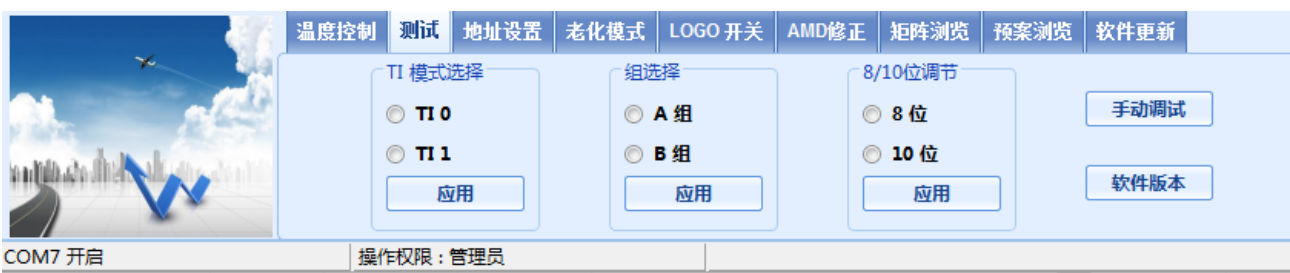 温度控制 测试 地址设置 老化模式 LOGO 开关 AMD修正 矩阵浏览 预案浏览 软件更新
TI 模式选择 组选择 8/10位调节
TI 0 A 组 8 位 手动调试
TI 1 B 组 10 位
应用 应用 应用 软件版本
COM7 开启 操作权限：管理员